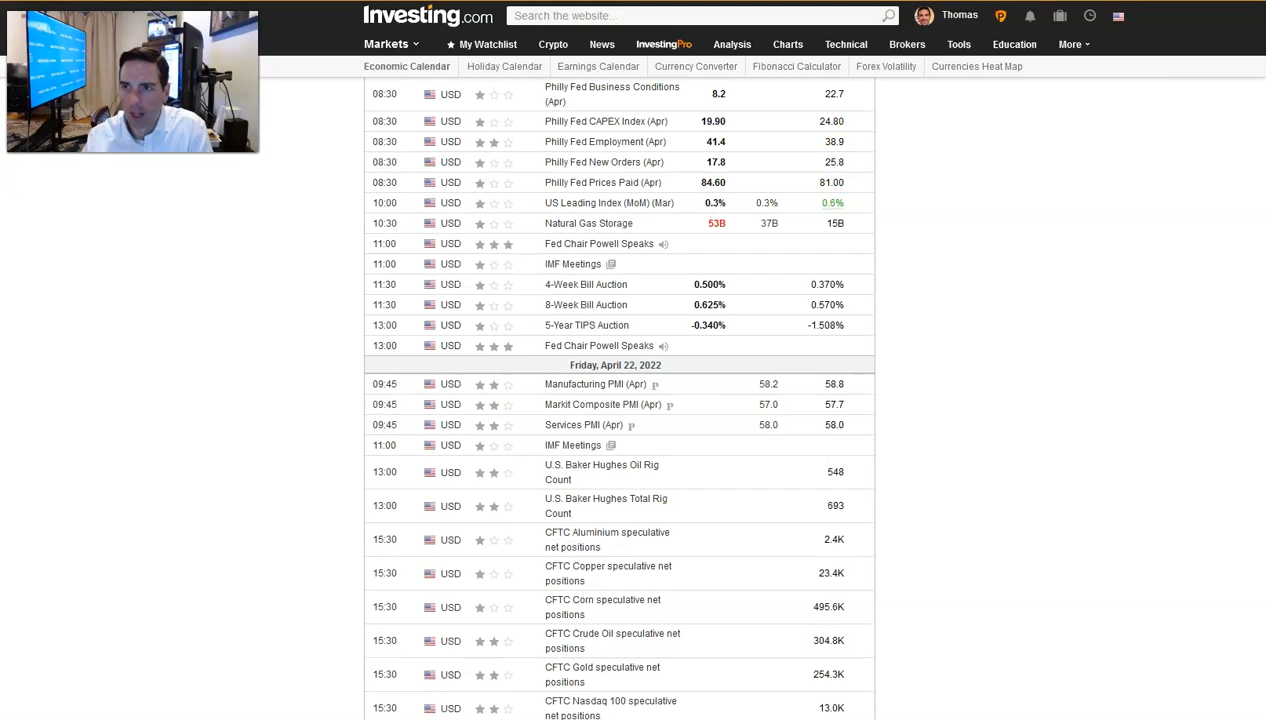 Investing.com
Search the website...
Thomas
Markets
My Watchlist
Crypto
News
InvestingPro
Analysis
Charts
Technical
Brokers
Tools
Education
More
Economic Calendar
Holiday Calendar
Earnings Calendar
Currency Converter
Fibonacci Calculator
Forex Volatility
Currencies Heat Map
08:30 USD Philly Fed Business Conditions 8.2 22.7
(Apr)
08:30 USD Philly Fed CAPEX Index (Apr) 19.90 24.80
08:30 USD Philly Fed Employment (Apr) 41.4 38.9
08:30 USD Philly Fed New Orders (Apr) 17.8 25.8
08:30 USD Philly Fed Prices Paid (Apr) 84.60 81.00
10:00 USD US Leading Index (MoM) (Mar) 0.3% 0.3% 0.6%
10:30 USD Natural Gas Storage 53B 37B 15B
11:00 USD Fed Chair Powell Speaks
11:00 USD IMF Meetings
11:30 USD 4-Week Bill Auction 0.500% 0.370%
11:30 USD 8-Week Bill Auction 0.625% 0.570%
13:00 USD 5-Year TIPS Auction -0.340% -1.508%
13:00 USD Fed Chair Powell Speaks
Friday, April 22, 2022
09:45 USD Manufacturing PMI (Apr) P 58.2 58.8
09:45 USD Markit Composite PMI (Apr) P 57.0 57.7
09:45 USD Services PMI (Apr) P 58.0 58.0
11:00 USD IMF Meetings
13:00 USD U.S. Baker Hughes Oil Rig 548
Count
13:00 USD U.S. Baker Hughes Total Rig 693
Count
15:30 USD CFTC Aluminium speculative 2.4K
net positions
15:30 USD CFTC Copper speculative net 23.4K
positions
15:30 USD CFTC Corn speculative net 495.6K
positions
15:30 USD CFTC Crude Oil speculative net 304.8K
positions
15:30 USD CFTC Gold speculative net 254.3K
positions
15:30 USD CFTC Nasdaq 100 speculative 13.0K
net positions